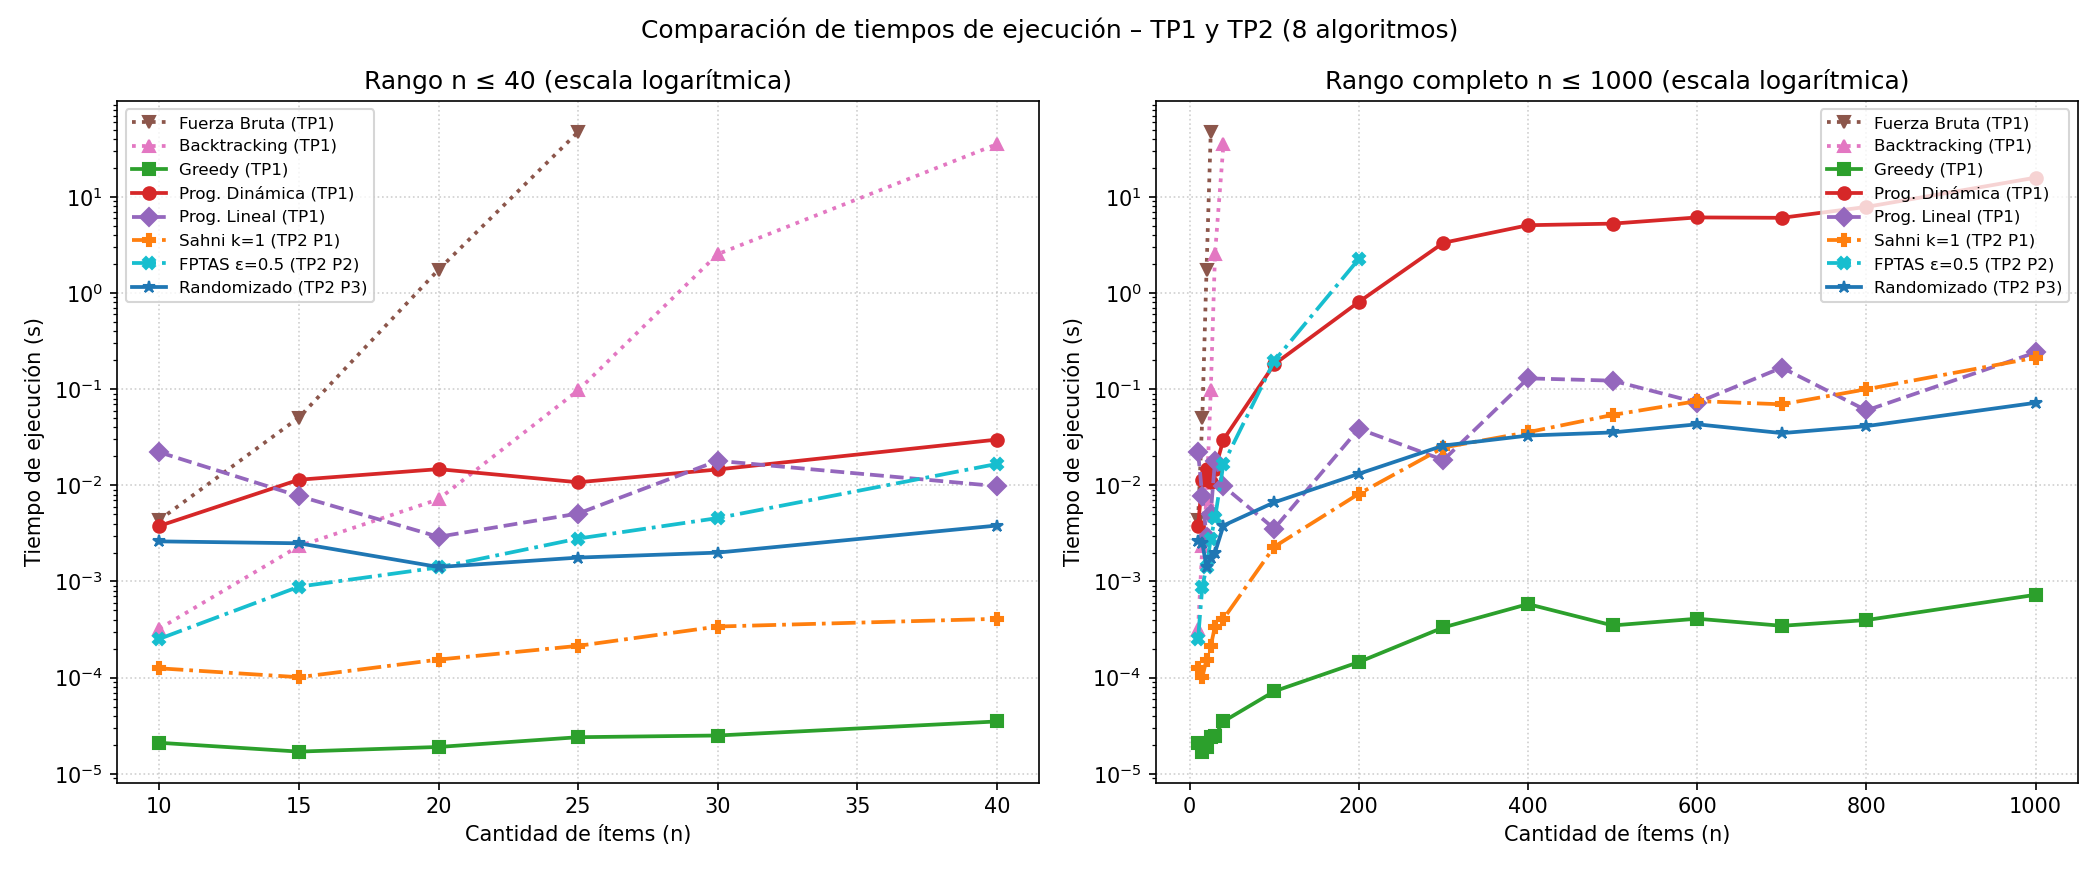 Comparación de tiempos de ejecución – TP1 y TP2 (8 algoritmos)
Rango n ≤ 40 (escala logarítmica)
Tiempo de ejecución (s)
10¹
10⁰
10⁻¹
10⁻²
10⁻³
10⁻⁴
10⁻⁵
Fuerza Bruta (TP1)
Backtracking (TP1)
Greedy (TP1)
Prog. Dinámica (TP1)
Prog. Lineal (TP1)
Sahni k=1 (TP2 P1)
FPTAS ε=0.5 (TP2 P2)
Randomizado (TP2 P3)
10 15 20 25 30 35 40
Cantidad de ítems (n)
Rango completo n ≤ 1000 (escala logarítmica)
Tiempo de ejecución (s)
10¹
10⁰
10⁻¹
10⁻²
10⁻³
10⁻⁴
10⁻⁵
Fuerza Bruta (TP1)
Backtracking (TP1)
Greedy (TP1)
Prog. Dinámica (TP1)
Prog. Lineal (TP1)
Sahni k=1 (TP2 P1)
FPTAS ε=0.5 (TP2 P2)
Randomizado (TP2 P3)
0 200 400 600 800 1000
Cantidad de ítems (n)